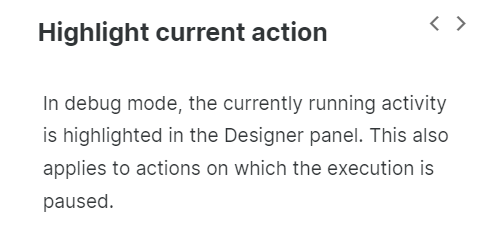 Highlight current action
In debug mode, the currently running activity
is highlighted in the Designer panel. This also
applies to actions on which the execution is
paused.